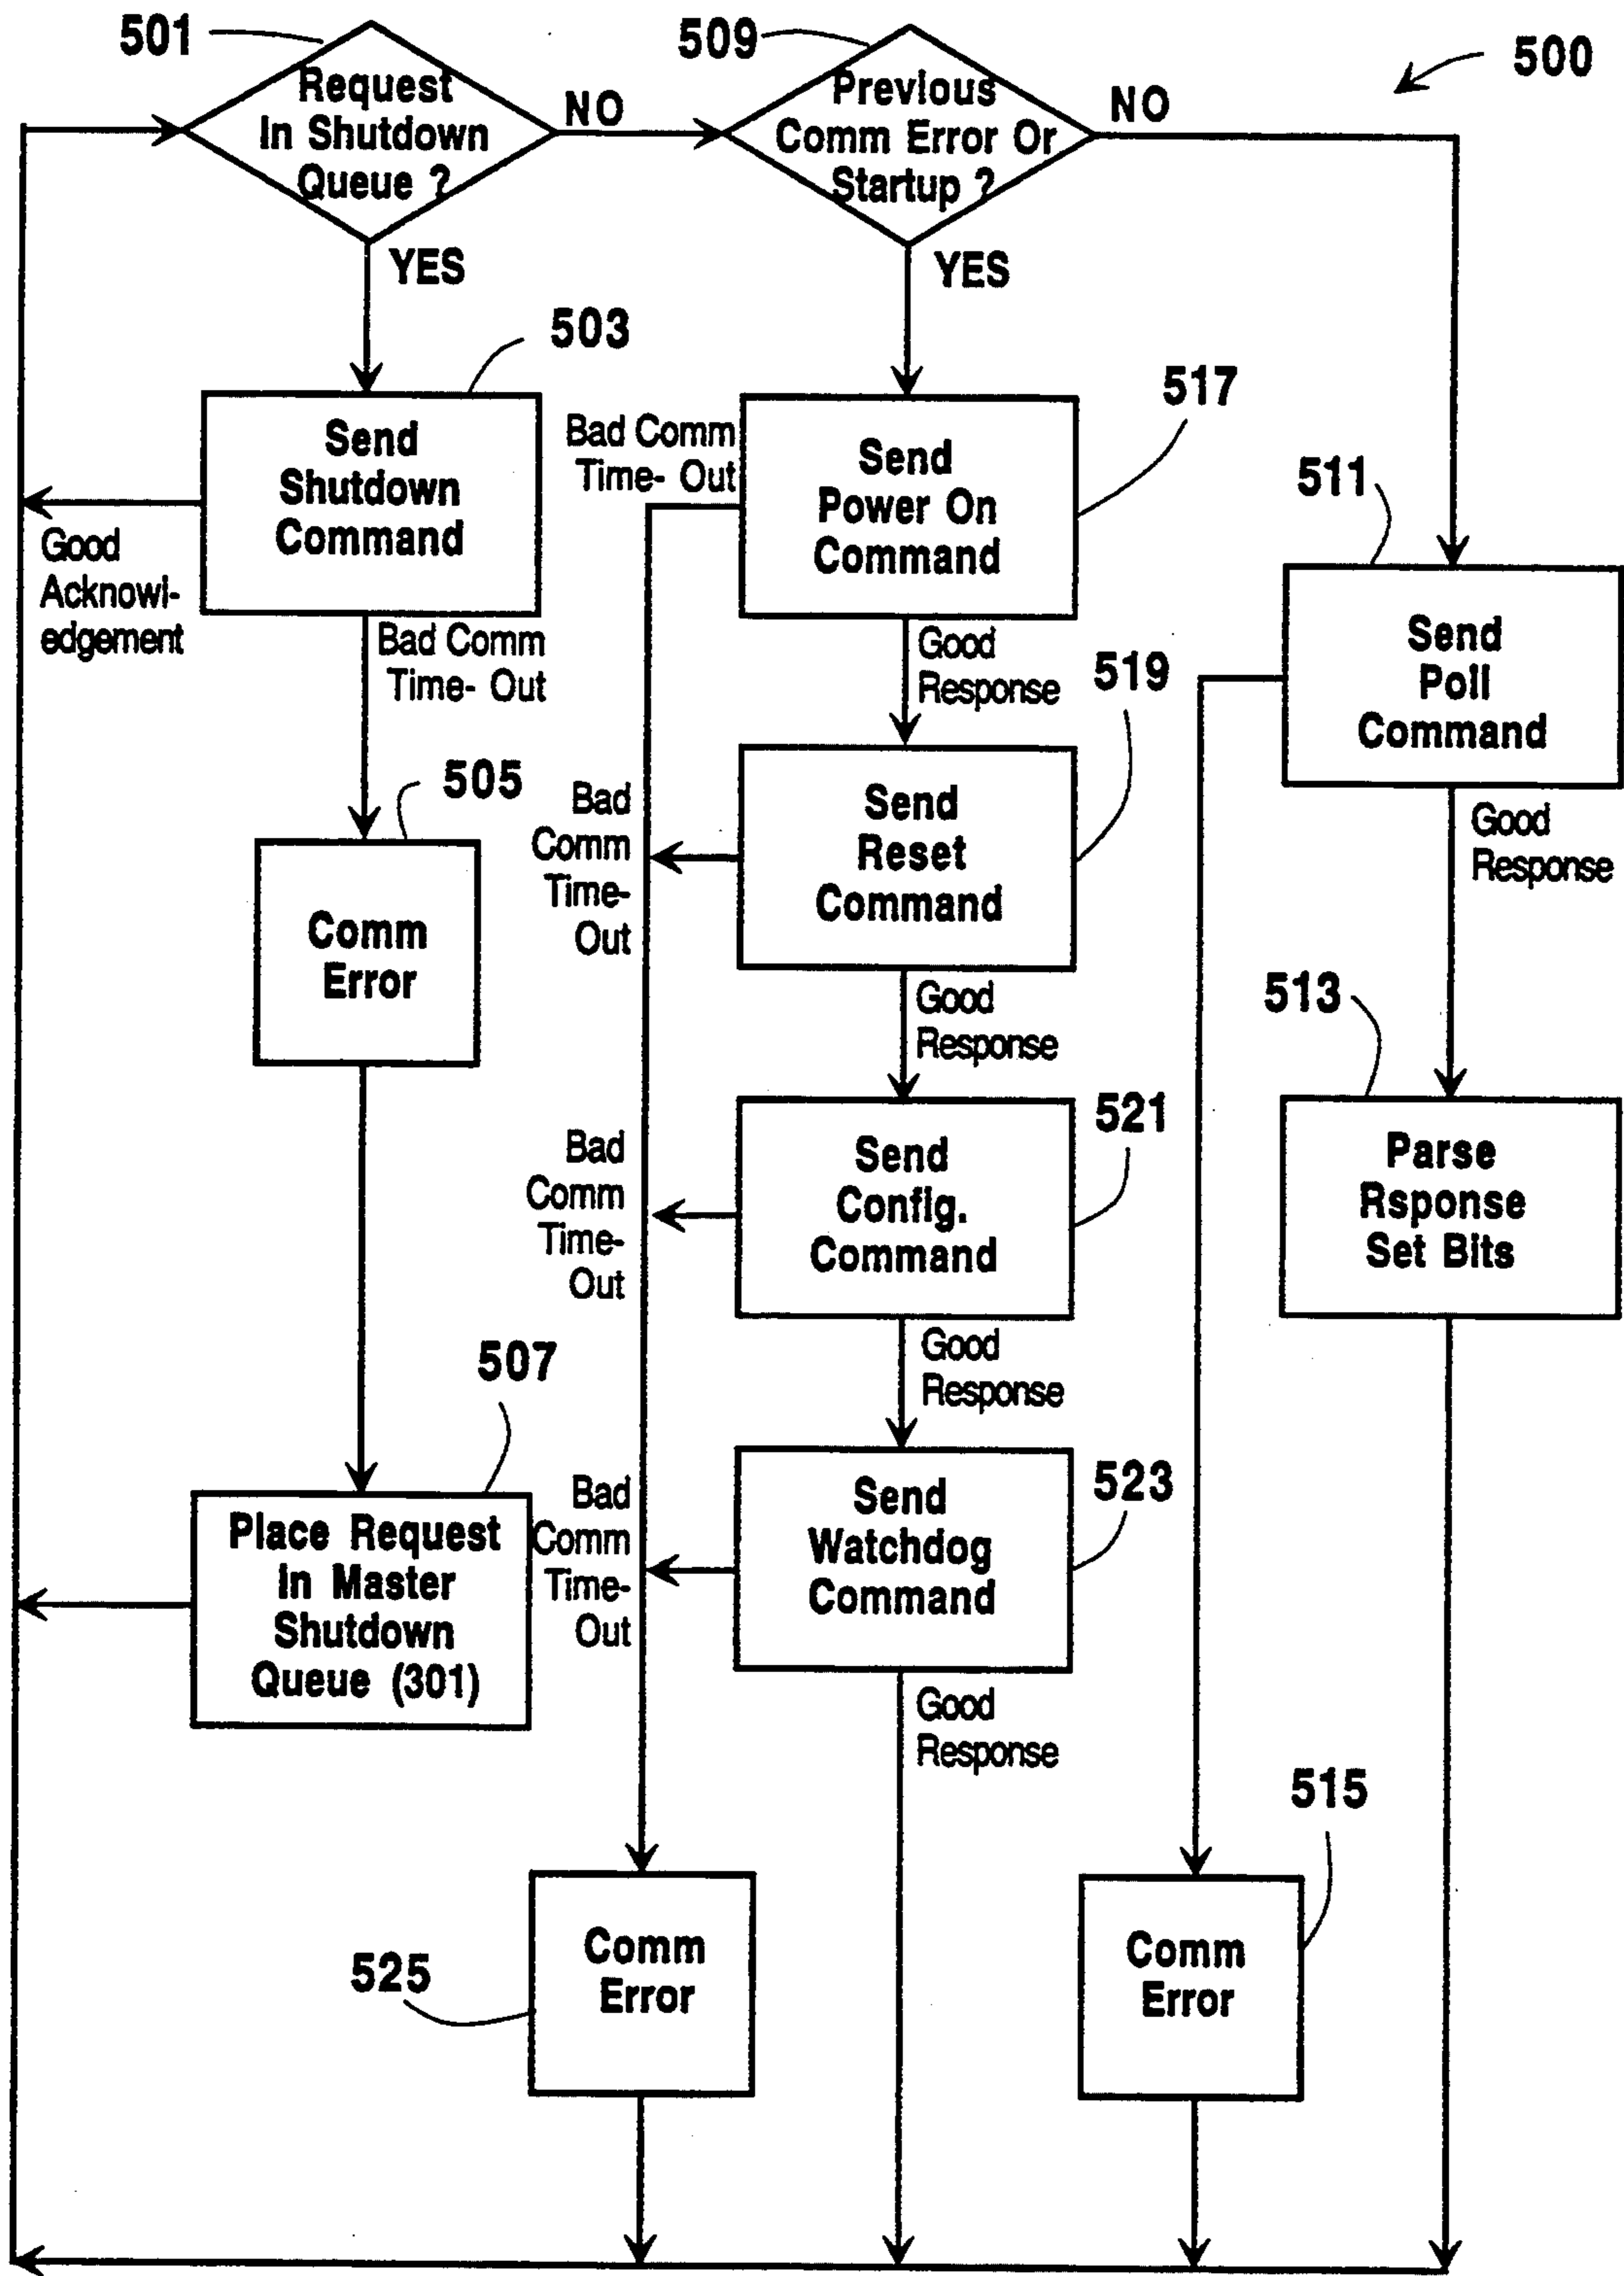 501
Request
In Shutdown
Queue ?
NO
YES
509
Previous
Comm Error Or
Startup ?
NO
YES
500
503
Send
Shutdown
Command
Good
Acknowl-
edgement
Bad Comm
Time- Out
505
Comm
Error
507
Place Request
In Master
Shutdown
Queue (301)
517
Send
Power On
Command
Bad Comm
Time- Out
Good
Response
519
Send
Reset
Command
Bad
Comm
Time-
Out
Good
Response
521
Send
Config.
Command
Bad
Comm
Time-
Out
Good
Response
523
Send
Watchdog
Command
Bad
Comm
Time-
Out
Good
Response
525
Comm
Error
511
Send
Poll
Command
Good
Response
513
Parse
Rsponse
Set Bits
515
Comm
Error